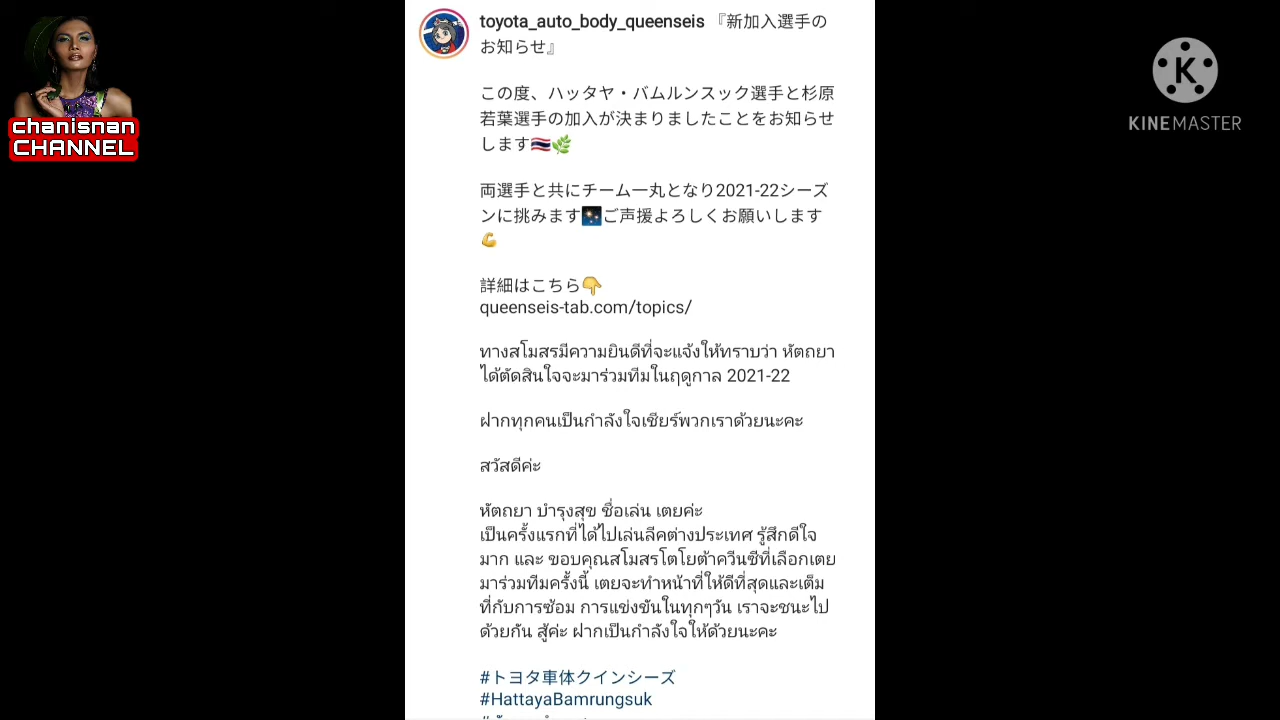 chanisnan
CHANNEL
KINEMASTER
toyota_auto_body_queenseis 『新加入選手の
お知らせ』
この度、ハッタヤ・バムルンスック選手と杉原
若葉選手の加入が決まりましたことをお知らせ
します🇹🇭🌿
両選手と共にチーム一丸となり2021-22シーズ
ンに挑みます🎇ご声援よろしくお願いします
💪
詳細はこちら👇
queenseis-tab.com/topics/
ทางสโมสรมีความยินดีที่จะแจ้งให้ทราบว่า หัตถยา
ได้ตัดสินใจจะมาร่วมทีมในฤดูกาล 2021-22
ฝากทุกคนเป็นกำลังใจเชียร์พวกเราด้วยนะคะ
สวัสดีค่ะ
หัตถยา บำรุงสุข ชื่อเล่น เตยค่ะ
เป็นครั้งแรกที่ได้ไปเล่นลีคต่างประเทศ รู้สึกดีใจ
มาก และ ขอบคุณสโมสรโตโยต้าควีนซีที่เลือกเตย
มาร่วมทีมครั้งนี้ เตยจะทำหน้าที่ให้ดีที่สุดและเต็ม
ที่กับการซ้อม การแข่งขันในทุกๆวัน เราจะชนะไป
ด้วยกัน สู้ค่ะ ฝากเป็นกำลังใจให้ด้วยนะคะ
#トヨタ車体クインシーズ
#HattayaBamrungsuk